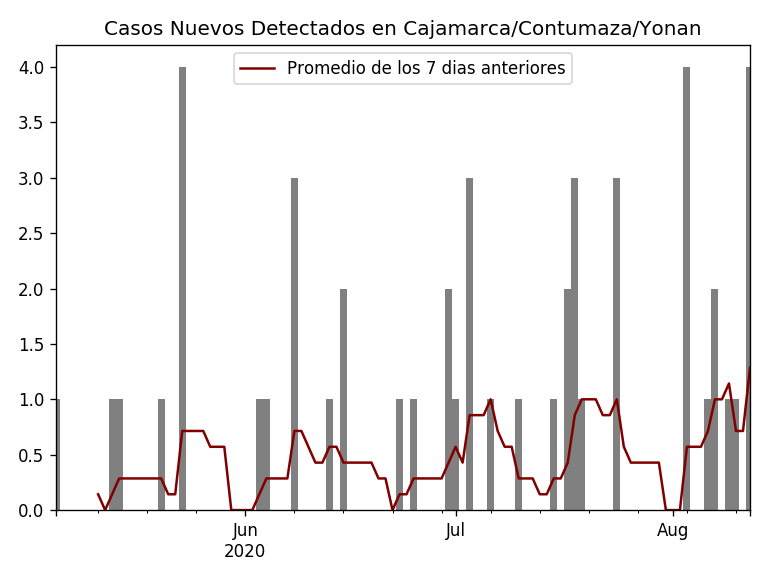 Casos Nuevos Detectados en Cajamarca/Contumaza/Yonan
Promedio de los 7 dias anteriores
4.0
3.5
3.0
2.5
2.0
1.5
1.0
0.5
0.0
Jun
2020
Jul
Aug